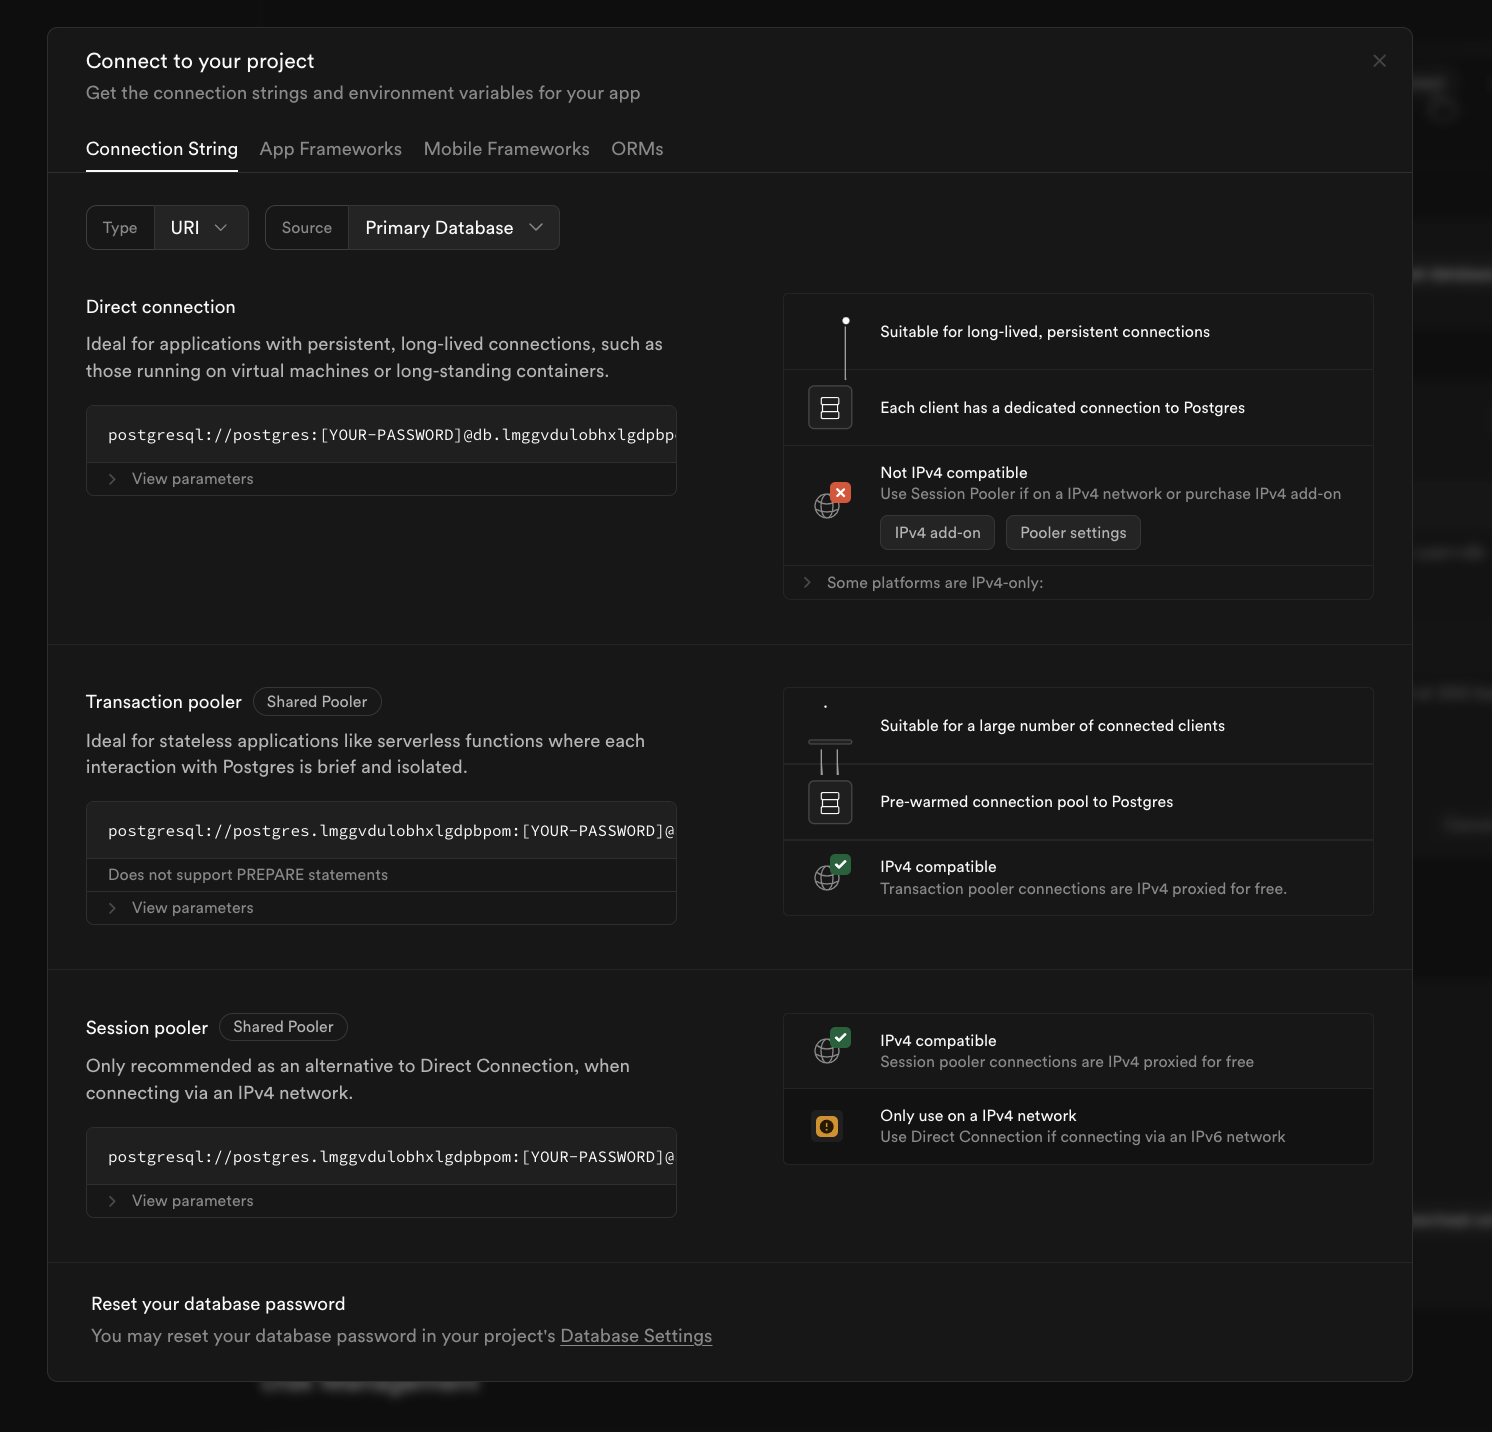 Connect to your project
Get the connection strings and environment variables for your app
Connection String App Frameworks Mobile Frameworks ORMs
Type URI Source Primary Database
Direct connection
Ideal for applications with persistent, long-lived connections, such as
those running on virtual machines or long-standing containers.
postgresql://postgres:[YOUR-PASSWORD]@db.lmggvdulobhxlgdpbp
View parameters
Suitable for long-lived, persistent connections
Each client has a dedicated connection to Postgres
Not IPv4 compatible
Use Session Pooler if on a IPv4 network or purchase IPv4 add-on
IPv4 add-on Pooler settings
Some platforms are IPv4-only:
Transaction pooler Shared Pooler
Ideal for stateless applications like serverless functions where each
interaction with Postgres is brief and isolated.
postgresql://postgres.lmggvdulobhxlgdpbpom:[YOUR-PASSWORD]@
Does not support PREPARE statements
View parameters
Suitable for a large number of connected clients
Pre-warmed connection pool to Postgres
IPv4 compatible
Transaction pooler connections are IPv4 proxied for free.
Session pooler Shared Pooler
Only recommended as an alternative to Direct Connection, when
connecting via an IPv4 network.
postgresql://postgres.lmggvdulobhxlgdpbpom:[YOUR-PASSWORD]@
View parameters
IPv4 compatible
Session pooler connections are IPv4 proxied for free
Only use on a IPv4 network
Use Direct Connection if connecting via an IPv6 network
Reset your database password
You may reset your database password in your project's Database Settings